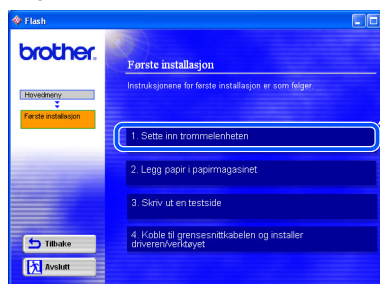 Flash
brother.
Første installasjon
Instruksjonene for første installasjon er som følger
Hovedmeny
Første installasjon
1. Sette inn trommelenheten
2. Legg papir i papirmagasinet
3. Skriv ut en testside
4. Koble til grensesnittkabelen og installer
driveren/verktøyet
Tilbake
Avslutt